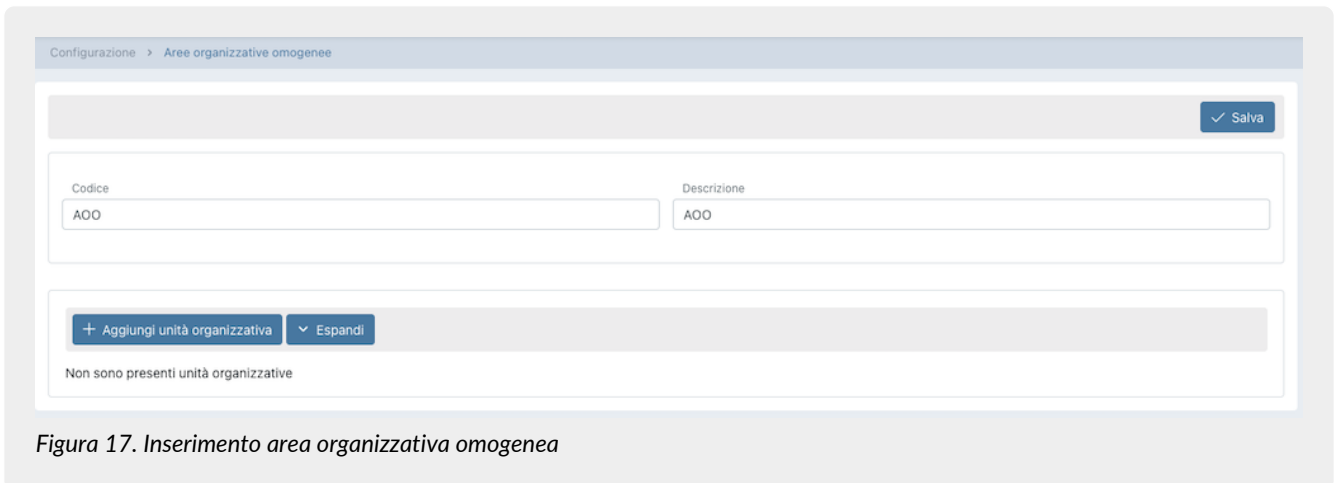 Configurazione > Aree organizzative omogenee
Salva
Codice
Descrizione
AOO
AOO
+ Aggiungi unità organizzativa
Espandi
Non sono presenti unità organizzative
Figura 17. Inserimento area organizzativa omogenea